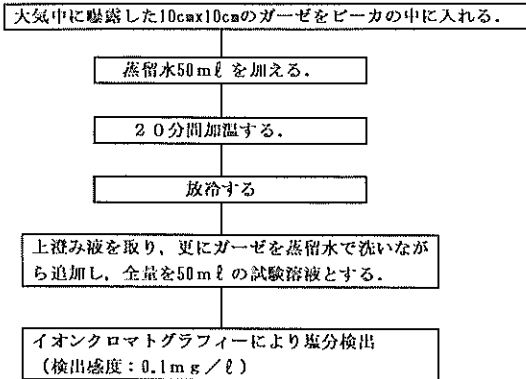 大気中に曝露した10cmx10cmのガーゼをビーカの中に入れる.
蒸留水50mℓを加える.
20分間加温する.
放冷する
上澄み液を取り,更にガーゼを蒸留水で洗いなが
ら追加し,全量を50mℓの試験溶液とする.
イオンクロマトグラフィーにより塩分検出
(検出感度:0.1mg/ℓ)